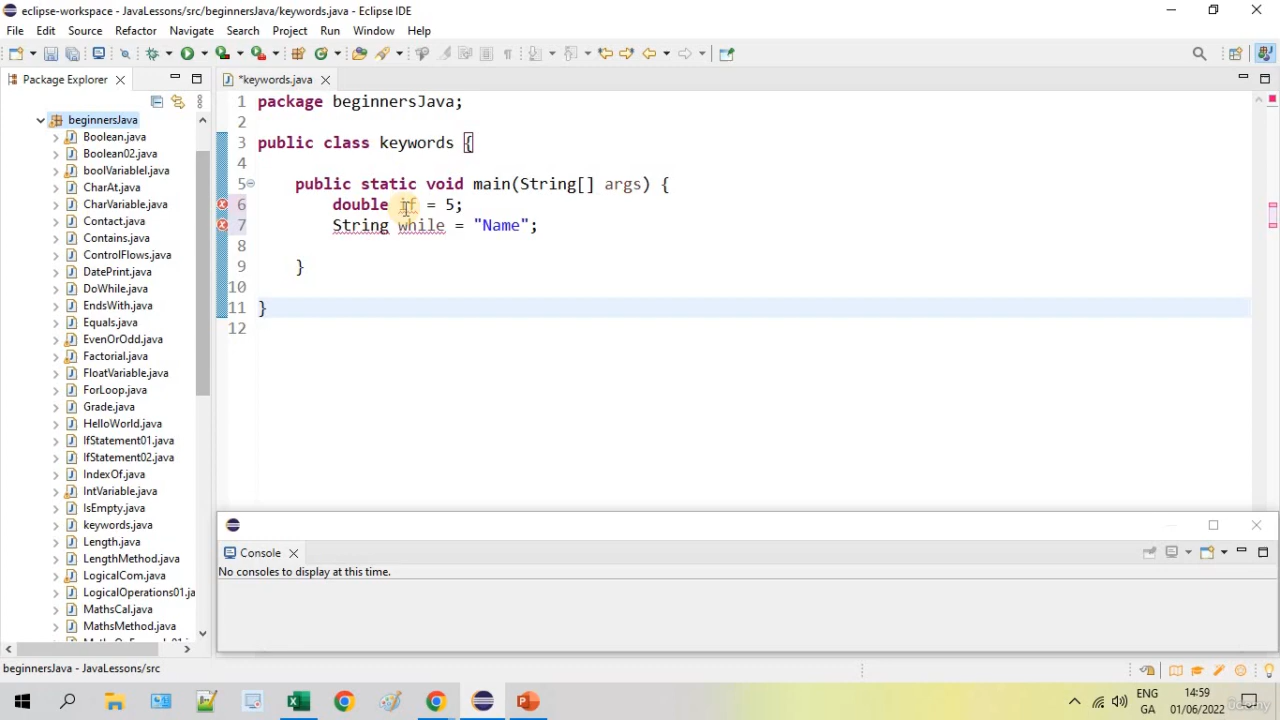 eclipse-workspace - JavaLessons/src/beginnersJava/keywords.java - Eclipse IDE
File Edit Source Refactor Navigate Search Project Run Window Help
Package Explorer
*keywords.java
beginnersJava
Boolean.java
Boolean02.java
boolVariablel.java
CharAt.java
CharVariable.java
Contact.java
Contains.java
ControlFlows.java
DatePrint.java
DoWhile.java
EndsWith.java
Equals.java
EvenOrOdd.java
Factorial.java
FloatVariable.java
ForLoop.java
Grade.java
HelloWorld.java
IfStatement01.java
IfStatement02.java
IndexOf.java
IntVariable.java
IsEmpty.java
keywords.java
Length.java
LengthMethod.java
LogicalCom.java
LogicalOperations01.ja
MathsCal.java
MathsMethod.java
1 package beginnersJava;
2
3 public class keywords {
4
5 public static void main(String[] args) {
6 double if = 5;
7 String while = "Name";
8
9 }
10
11 }
12
Console
No consoles to display at this time.
beginnersJava - JavaLessons/src
ENG
GA
14:59
01/06/2022
Udemy